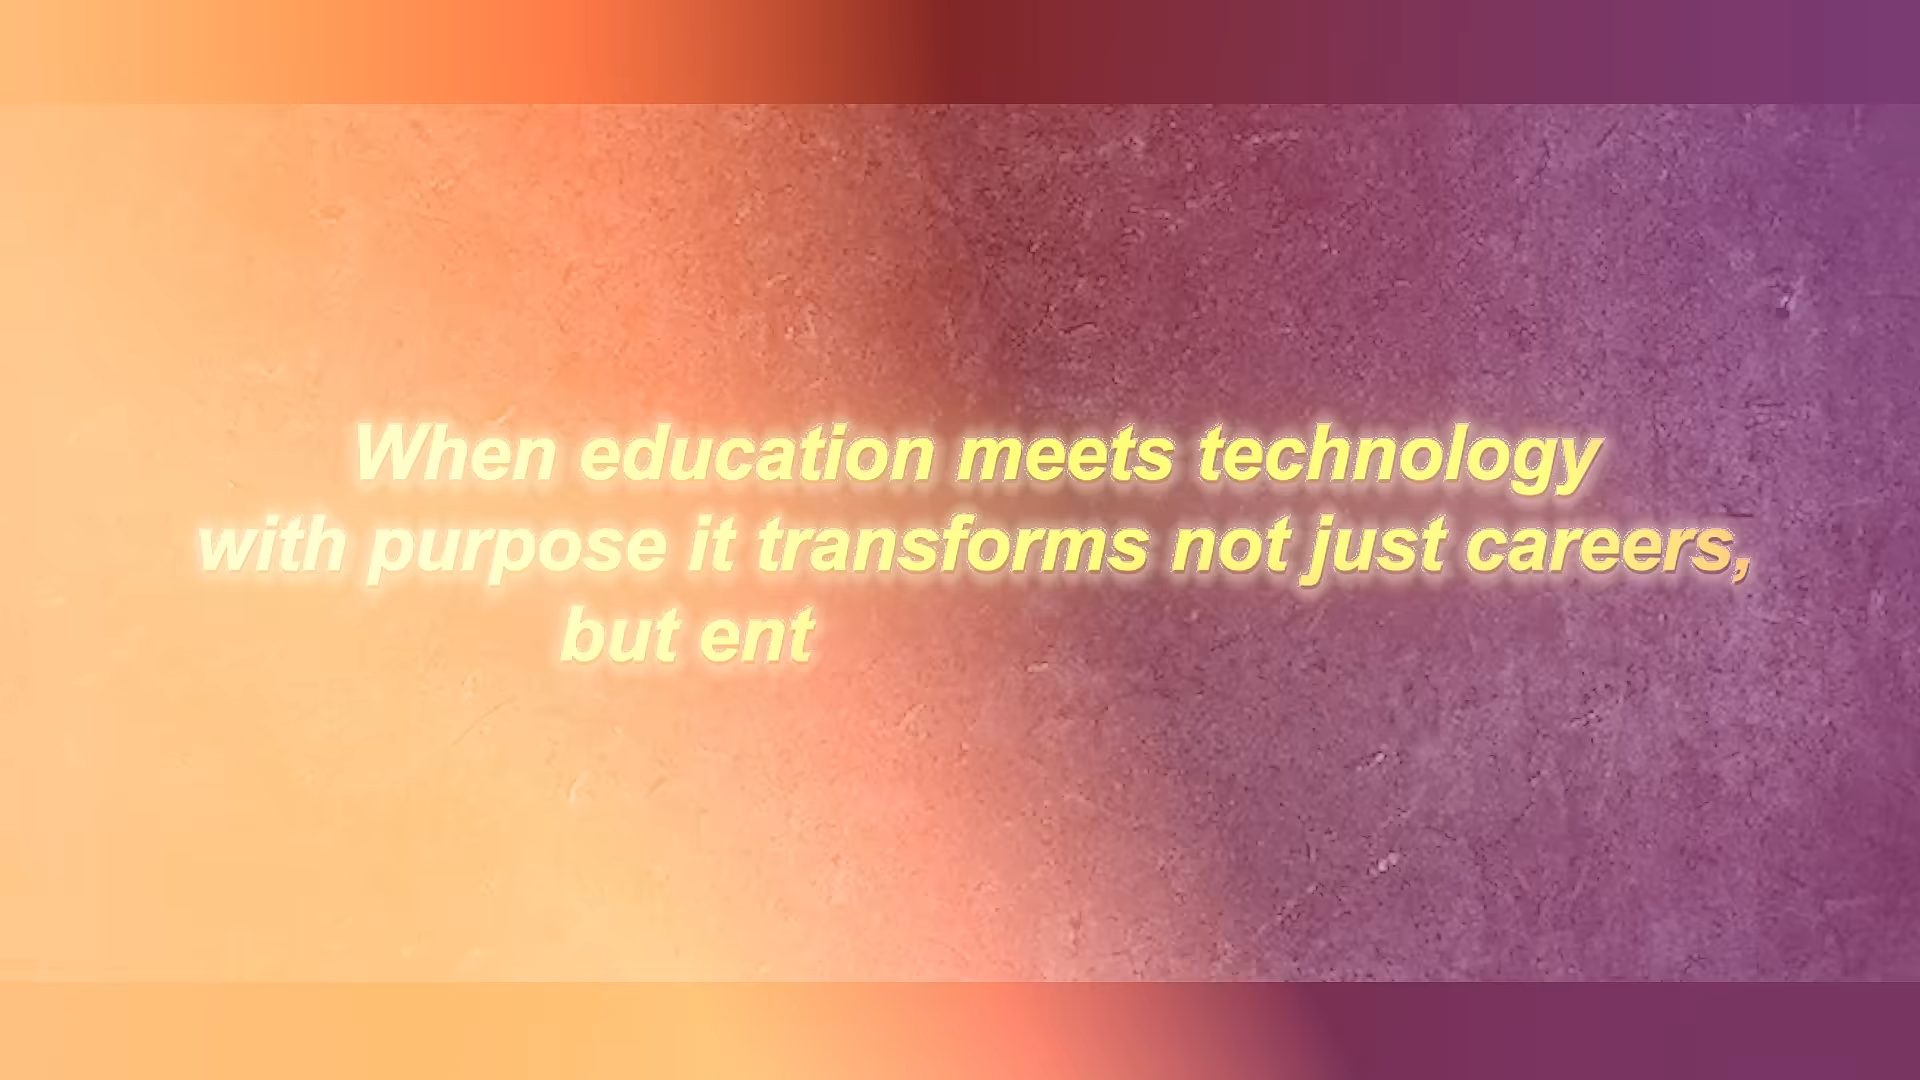 When education meets technology
with purpose it transforms not just careers,
but ent